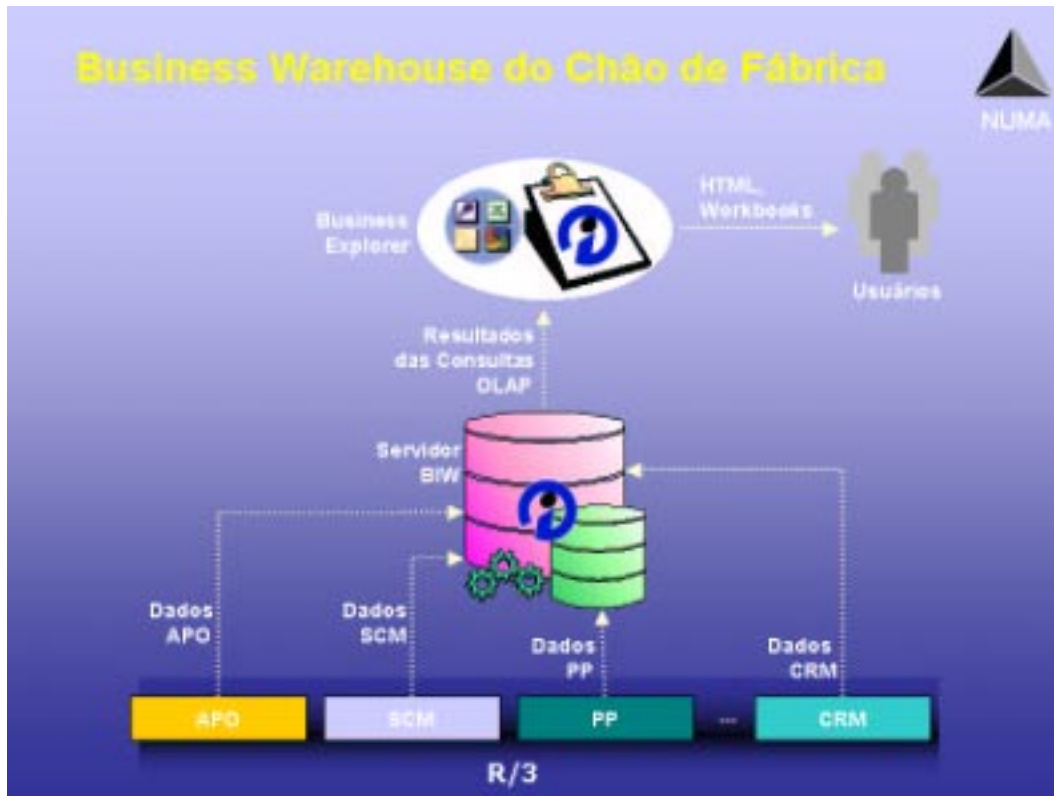 Business Warehouse do Chão de Fábrica
NUMA
Business
Explorer
HTML,
Workbooks
Usuários
Resultados
das Consultas
OLAP
Servidor
BIW
Dados
APO
Dados
SCM
Dados
PP
Dados
CRM
APO
SCM
PP
...
CRM
R/3